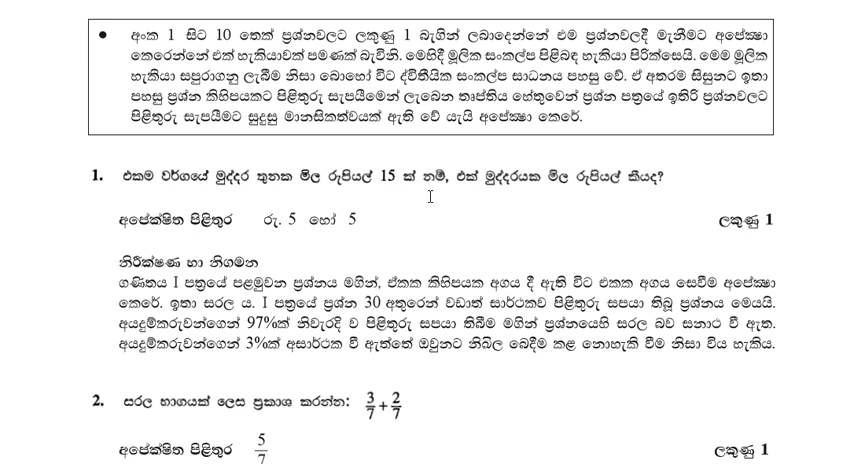 • අංක 1 සිට 10 තෙක් ප්‍රශ්නවලට ලකුණු 1 බැගින් ලබාදෙන්නේ එම ප්‍රශ්නවලදී මැනීමට අපේක්‍ෂා
කෙරෙන්නේ එක් හැකියාවක් පමණක් බැවිනි. මෙහිදී මූලික සංකල්ප පිළිබඳ හැකියා පිරික්සෙයි. මෙම මූලික
හැකියා සපුරාගනු ලැබීම නිසා බොහෝ විට ද්විතීයික සංකල්ප සාධනය පහසු වේ. ඒ අතරම සිසුනට ඉතා
පහසු ප්‍රශ්න කිහිපයකට පිළිතුරු සැපයීමෙන් ලැබෙන තෘප්තිය හේතුවෙන් ප්‍රශ්න පත්‍රයේ ඉතිරි ප්‍රශ්නවලට
පිළිතුරු සැපයීමට සුදුසු මානසිකත්වයක් ඇති වේ යැයි අපේක්‍ෂා කෙරේ.
1. එකම වර්ගයේ මුද්දර තුනක මිල රුපියල් 15 ක් නම්, එක් මුද්දරයක මිල රුපියල් කීයද?
අපේක්ෂිත පිළිතුර රු. 5 හෝ 5 ලකුණු 1
නිරීක්ෂණ හා නිගමන
ගණිතය I පත්‍රයේ පළමුවන ප්‍රශ්නය මගින්, ඒකක කිහිපයක අගය දී ඇති විට එකක අගය සෙවීම අපේක්‍ෂා
කෙරේ. ඉතා සරල ය. I පත්‍රයේ ප්‍රශ්න 30 අතුරෙන් වඩාත් සාර්ථකව පිළිතුරු සපයා තිබූ ප්‍රශ්නය මෙයයි.
අයදුම්කරුවන්ගෙන් 97%ක් නිවැරදි ව පිළිතුරු සපයා තිබීම මගින් ප්‍රශ්නයෙහි සරල බව සනාථ වී ඇත.
අයදුම්කරුවන්ගෙන් 3%ක් අසාර්ථක වී ඇත්තේ ඔවුනට නිඛිල බෙදීම කළ නොහැකි වීම නිසා විය හැකිය.
2. සරල භාගයක් ලෙස ප්‍රකාශ කරන්න: 3/7 + 2/7
අපේක්ෂිත පිළිතුර 5/7 ලකුණු 1